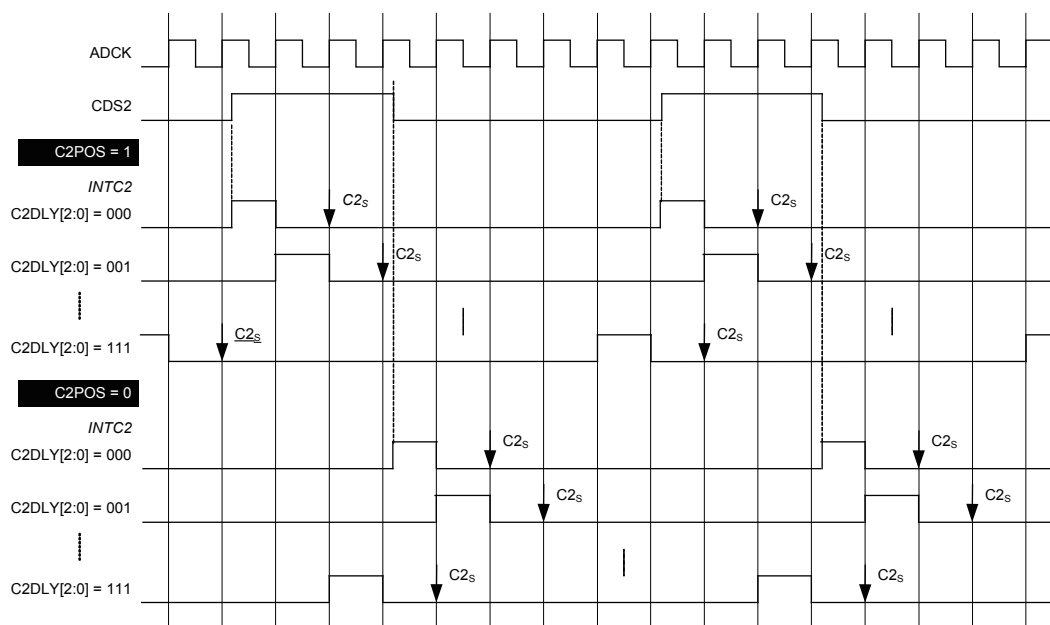 ADCK
CDS2
C2POS = 1
INTC2
C2DLY[2:0] = 000
C2S
C2S
C2DLY[2:0] = 001
C2S
C2S
C2DLY[2:0] = 111
C2S
C2S
C2POS = 0
INTC2
C2DLY[2:0] = 000
C2S
C2S
C2DLY[2:0] = 001
C2S
C2S
C2DLY[2:0] = 111
C2S
C2S